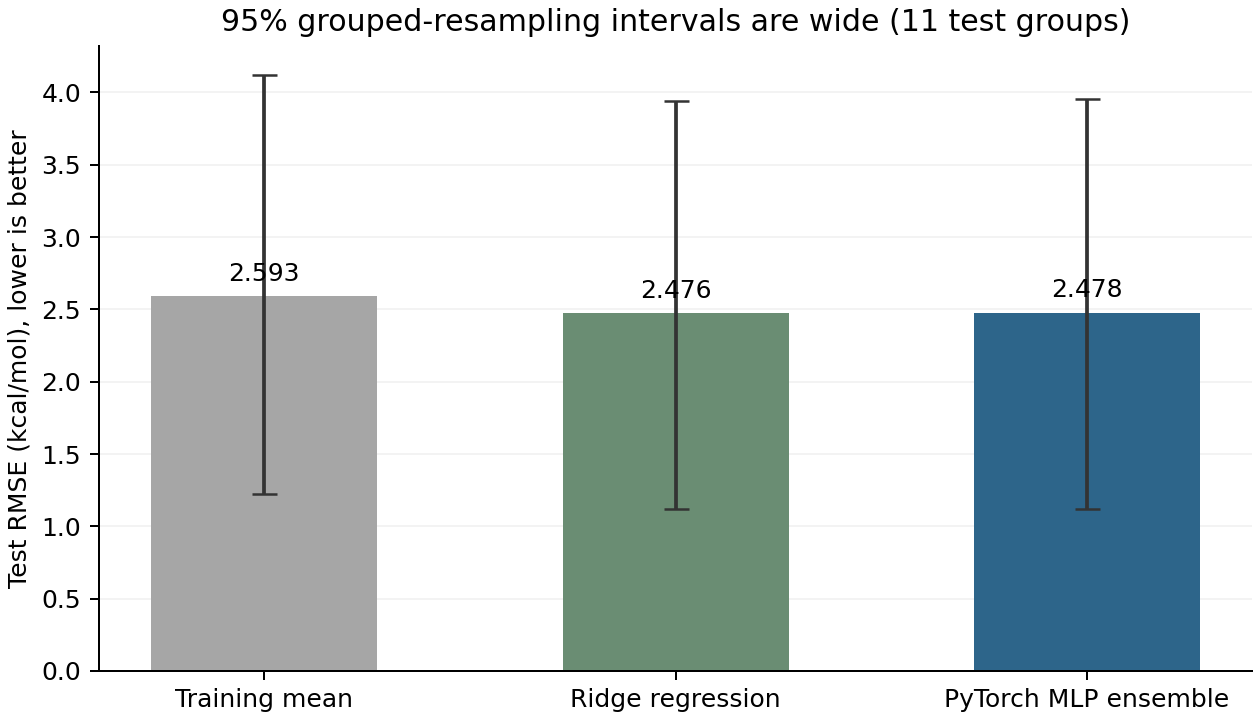 95% grouped-resampling intervals are wide (11 test groups)
Test RMSE (kcal/mol), lower is better
4.0
3.5
3.0
2.5
2.0
1.5
1.0
0.5
0.0
2.593
2.476
2.478
Training mean
Ridge regression
PyTorch MLP ensemble